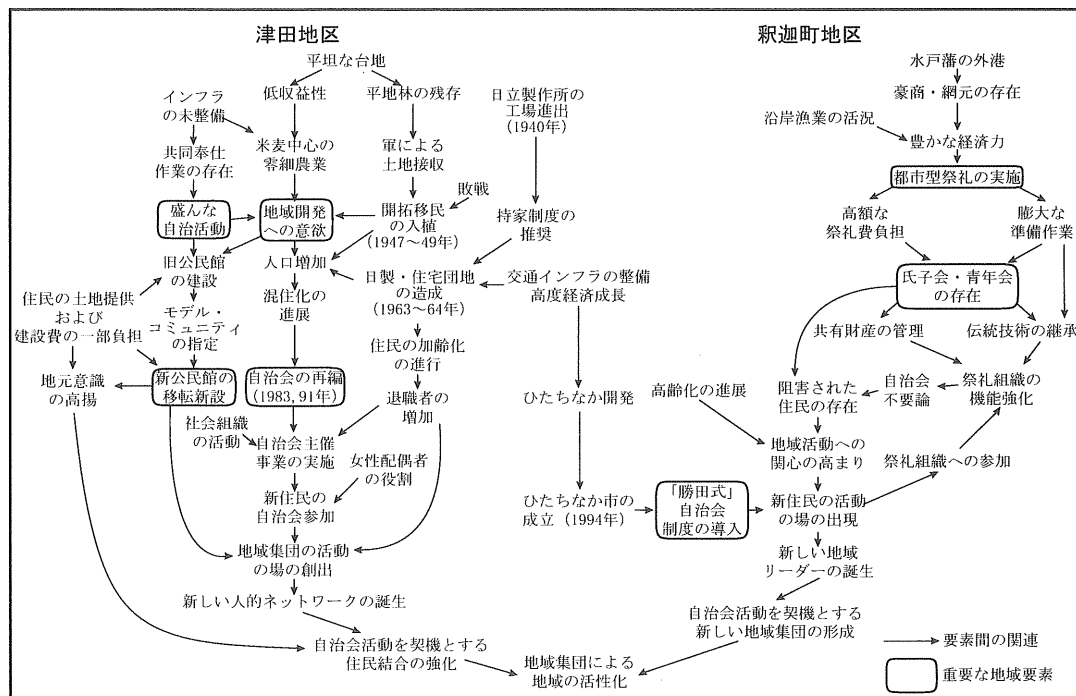 津田地区
平坦な台地
インフラ
の未整備
低収益性
平地林の残存
日立製作所の
工場進出
(1940年)
共同奉仕
作業の存在
米麦中心の
零細農業
軍による
土地接収
敗戦
盛んな
自治活動
地域開発
への意欲
開拓移民
の入植
(1947〜49年)
持家制度の
推奨
旧公民館
の建設
人口増加
日製・住宅団地
の造成
(1963〜64年)
交通インフラの整備
高度経済成長
混住化の
進展
住民の土地提供
および
建設費の一部負担
モデル・
コミュニティ
の指定
住民の加齢化
の進行
地元意識
の高揚
新公民館の
移転新設
自治会の再編
(1983, 91年)
退職者の
増加
ひたちなか開発
社会組織
の活動
自治会主催
事業の実施
女性配偶者
の役割
新住民の
自治会参加
ひたちなか市の
成立(1994年)
地域集団の活動
の場の創出
新しい人的ネットワークの誕生
自治会活動を契機とする
住民結合の強化
釈迦町地区
水戸藩の外港
豪商・網元の存在
沿岸漁業の活況
豊かな経済力
都市型祭礼の実施
高額な
祭礼費負担
膨大な
準備作業
氏子会・青年会
の存在
共有財産の管理
伝統技術の継承
高齢化の進展
阻害された
住民の存在
自治会
不要論
祭礼組織の
機能強化
地域活動への
関心の高まり
祭礼組織への参加
「勝田式」
自治会
制度の導入
新住民の活動
の場の出現
新しい地域
リーダーの誕生
自治会活動を契機とする
新しい地域集団の形成
地域集団による
地域の活性化
要素間の関連
重要な地域要素